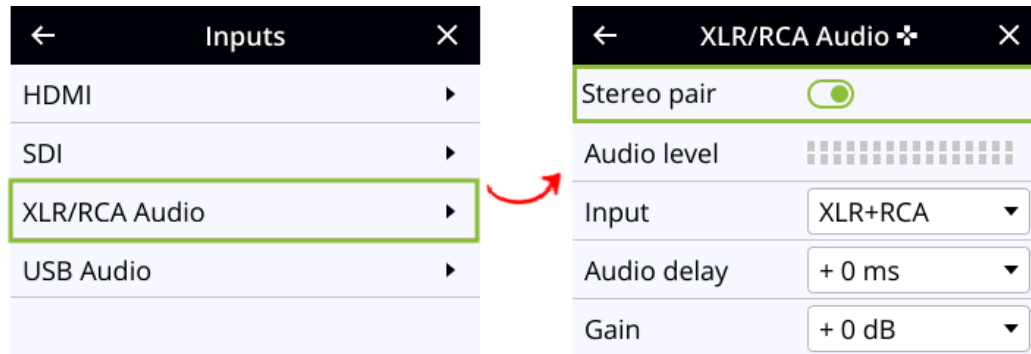 Inputs
HDMI
SDI
XLR/RCA Audio
USB Audio
XLR/RCA Audio
Stereo pair
Audio level
Input XLR+RCA
Audio delay + 0 ms
Gain + 0 dB